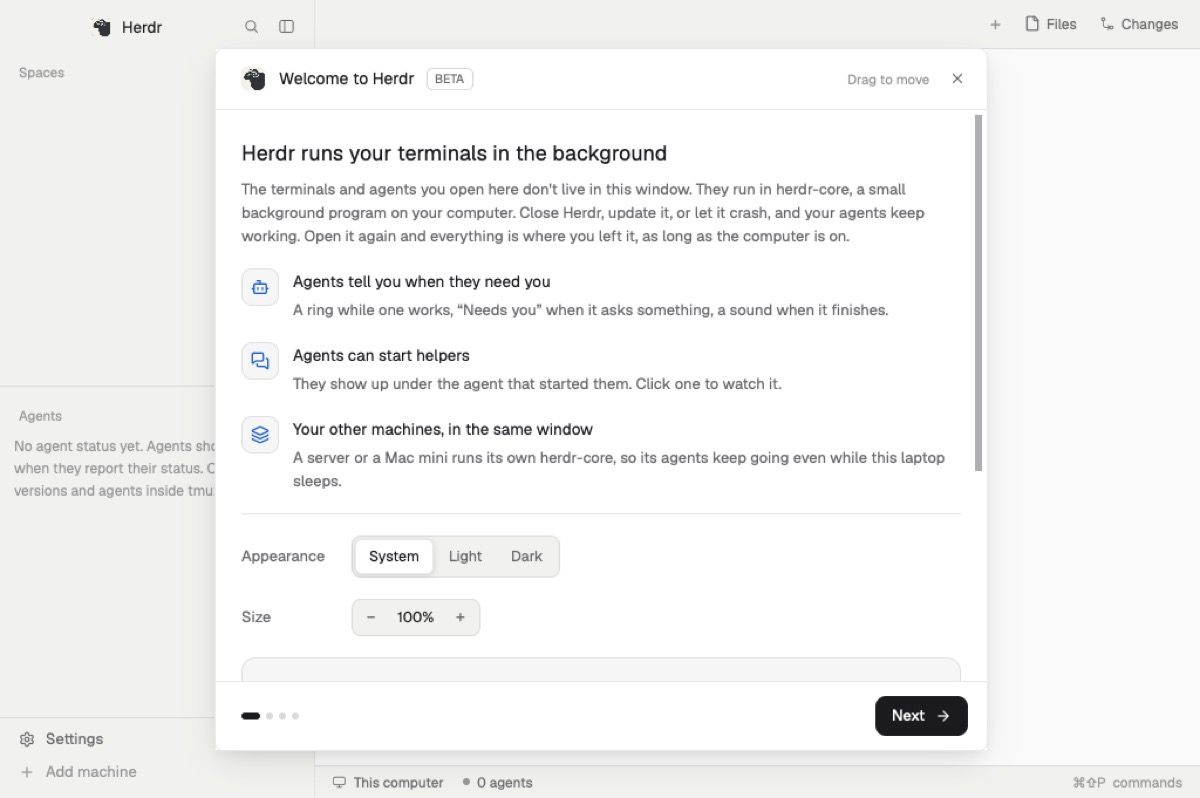 Herdr
Files
Changes
Spaces
Welcome to Herdr
BETA
Drag to move
Herdr runs your terminals in the background
The terminals and agents you open here don't live in this window. They run in herdr-core, a small
background program on your computer. Close Herdr, update it, or let it crash, and your agents keep
working. Open it again and everything is where you left it, as long as the computer is on.
Agents tell you when they need you
A ring while one works, “Needs you” when it asks something, a sound when it finishes.
Agents can start helpers
They show up under the agent that started them. Click one to watch it.
Your other machines, in the same window
A server or a Mac mini runs its own herdr-core, so its agents keep going even while this laptop
sleeps.
Appearance
System
Light
Dark
Size
− 100% +
Next
Agents
No agent status yet. Agents
when they report their status.
versions and agents inside
Settings
Add machine
This computer
0 agents
⌘⇧P commands